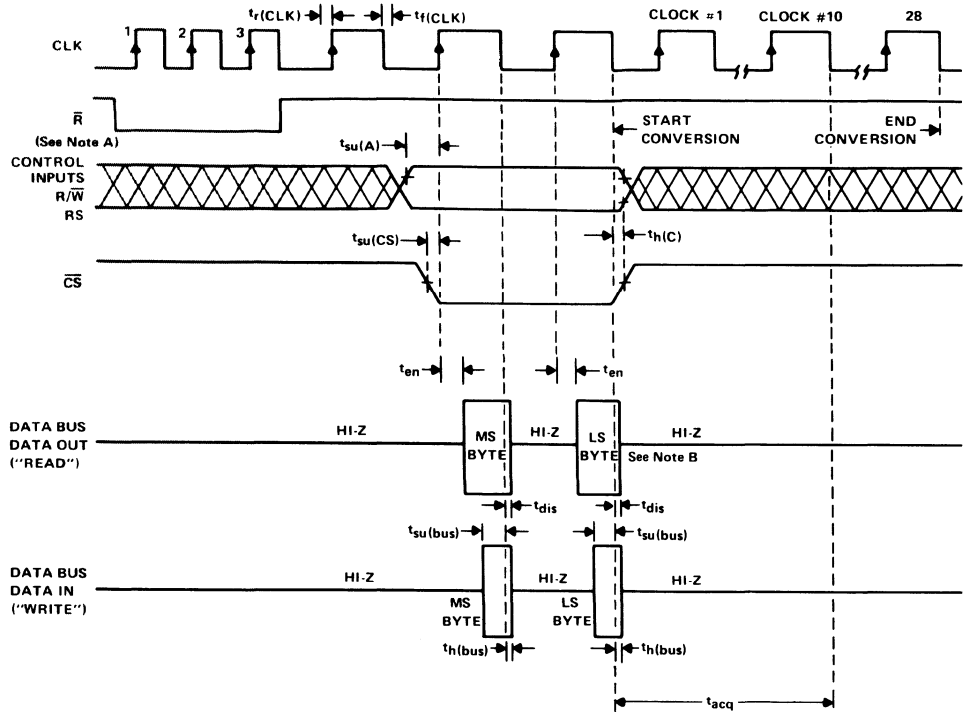 tr(CLK)
tf(CLK)
CLOCK #1
CLOCK #10
28
CLK
1
2
3
R̅
(See Note A)
START
CONVERSION
END
CONVERSION
tsu(A)
CONTROL
INPUTS
R/W̅
RS
tsu(CS)
th(C)
C̅S̅
ten
ten
DATA BUS
DATA OUT
("READ")
HI-Z
MS
BYTE
HI-Z
LS
BYTE
HI-Z
See Note B
tdis
tdis
tsu(bus)
tsu(bus)
DATA BUS
DATA IN
("WRITE")
HI-Z
MS
BYTE
HI-Z
LS
BYTE
HI-Z
th(bus)
th(bus)
tacq